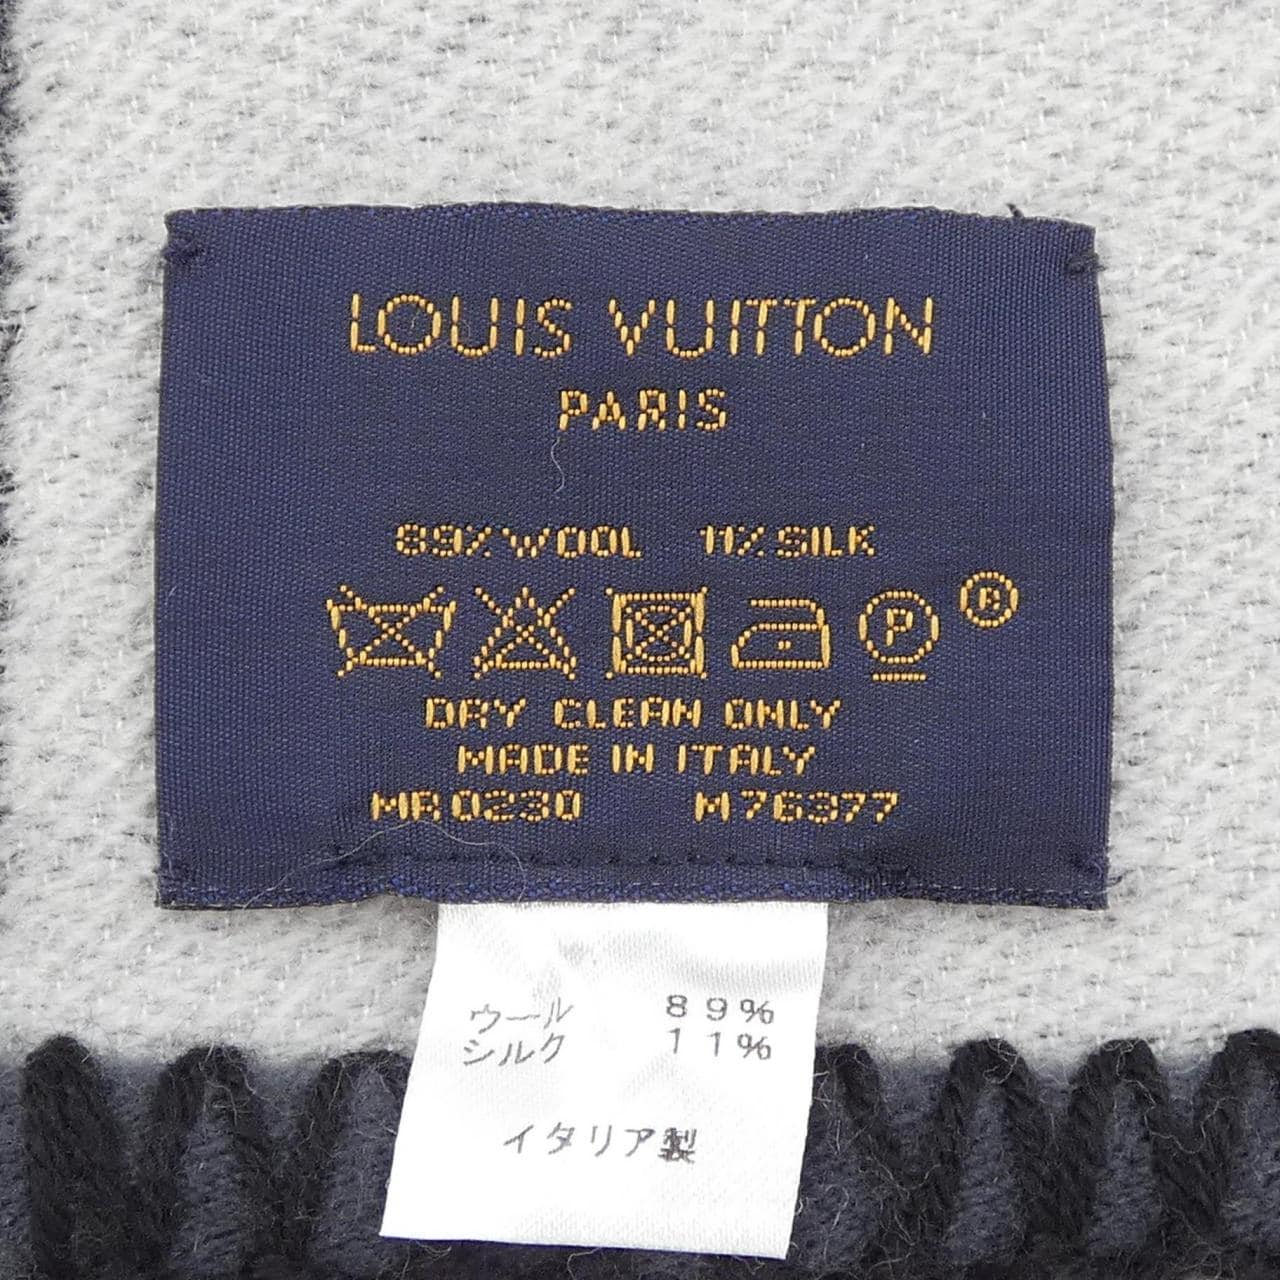 LOUIS VUITTON
PARIS
89% WOOL 11% SILK
P ®
DRY CLEAN ONLY
MADE IN ITALY
MR0230 M76377
ウール 89%
シルク 11%
イタリア製